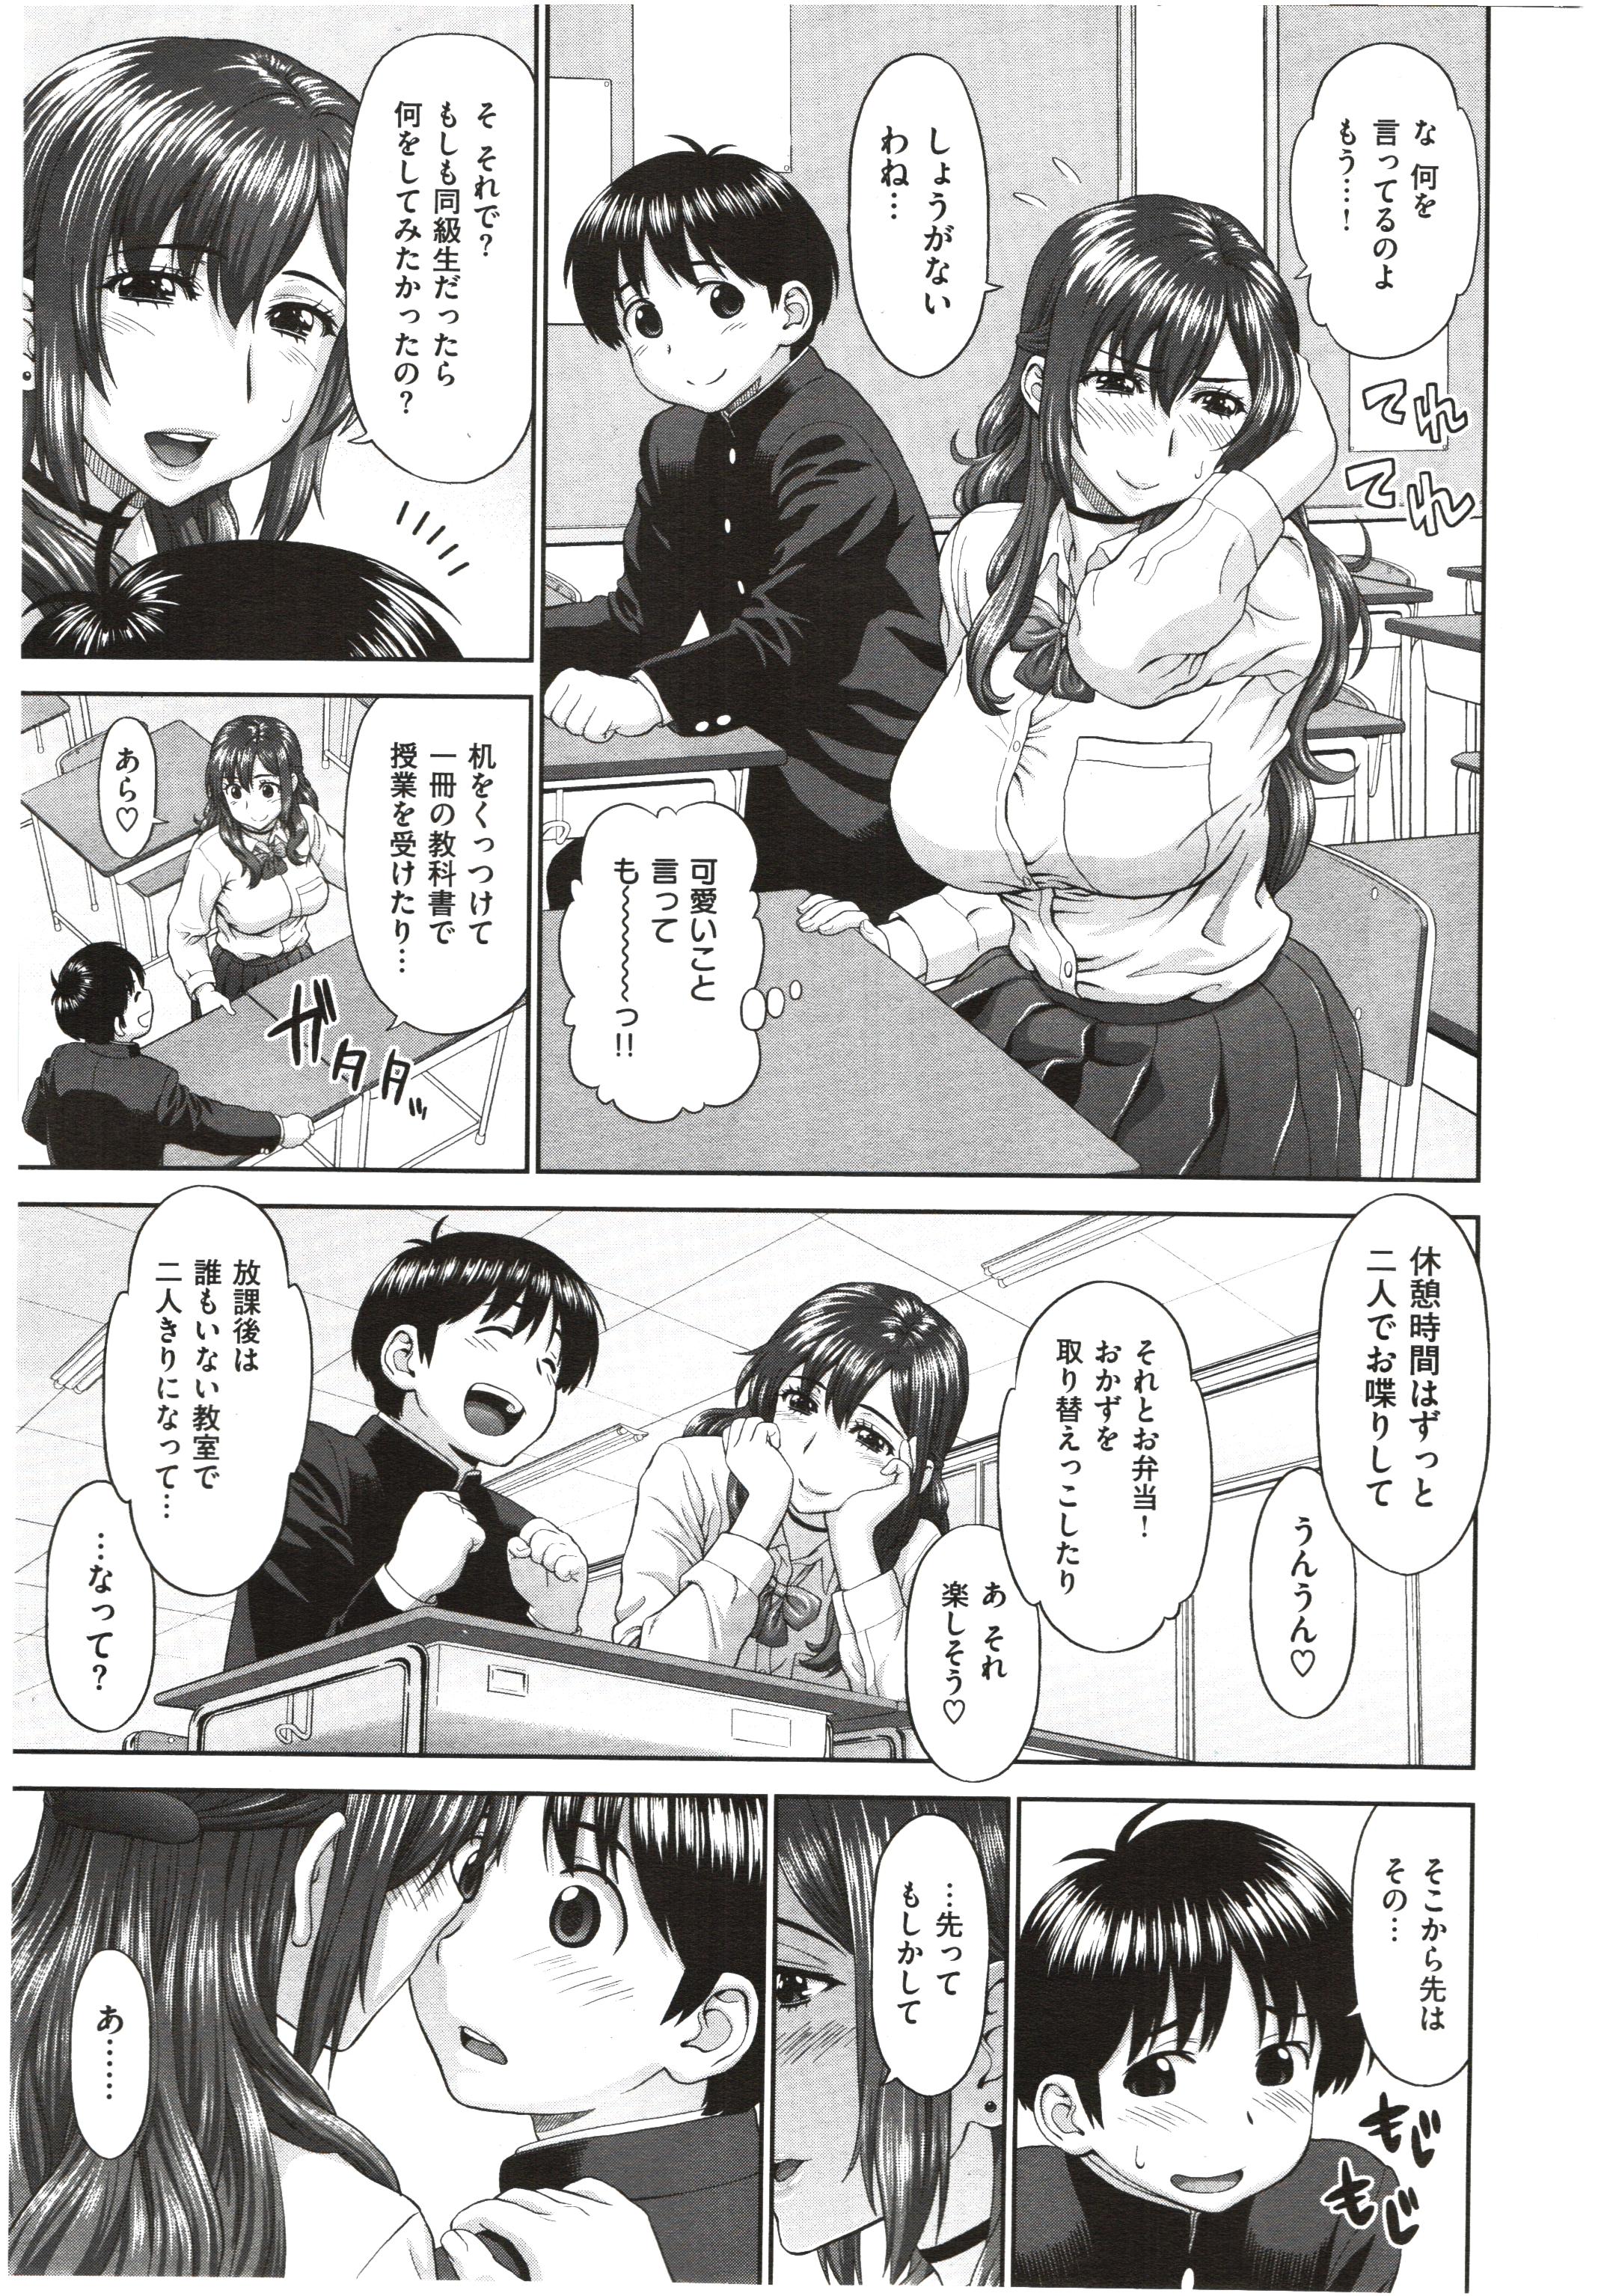 な 何を
言ってるのよ
もう…！
てれ
てれ
しょうがない
わね…
可愛いこと
言って
も～～～～～っ!!
そ それで？
もしも同級生だったら
何をしてみたかったの？
机をくっつけて
一冊の教科書で
授業を受けたり…
あら♡
ガタタッ
休憩時間はずっと
二人でお喋りして
うんうん♡
それとお弁当！
おかずを
取り替えっこしたり
あ それ
楽しそう♡
放課後は
誰もいない教室で
二人きりになって…
…なって？
そこから先は
その…
もじ
もじ
…先って
もしかして
あ……